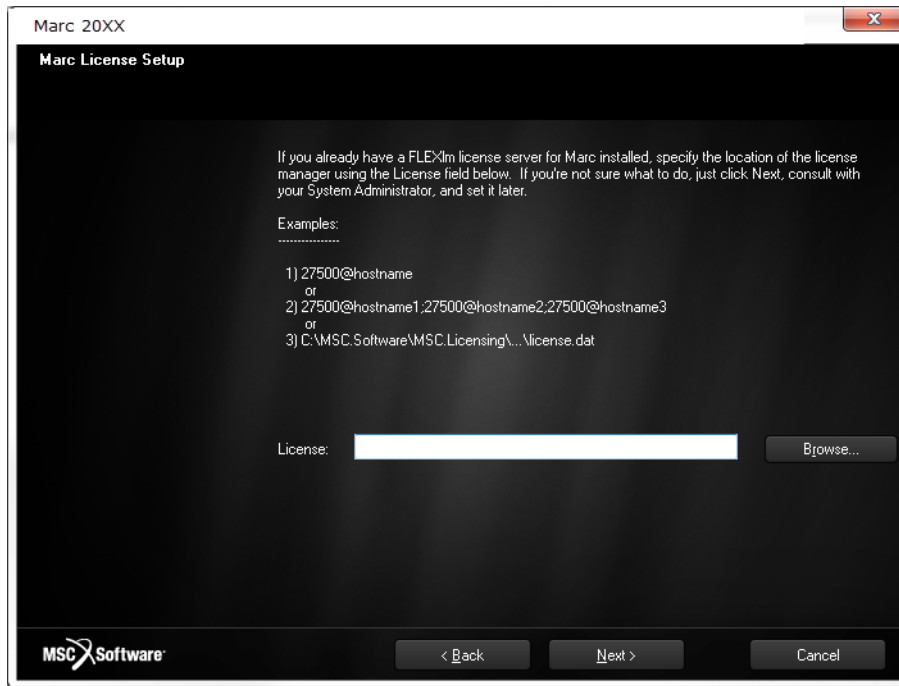 Marc 20XX
Marc License Setup
If you already have a FLEXlm license server for Marc installed, specify the location of the license
manager using the License field below.  If you're not sure what to do, just click Next, consult with
your System Administrator, and set it later.
Examples:
---------------
1) 27500@hostname
or
2) 27500@hostname1;27500@hostname2;27500@hostname3
or
3) C:\MSC.Software\MSC.Licensing\...\license.dat
License:
Browse...
MSC Software
< Back
Next >
Cancel